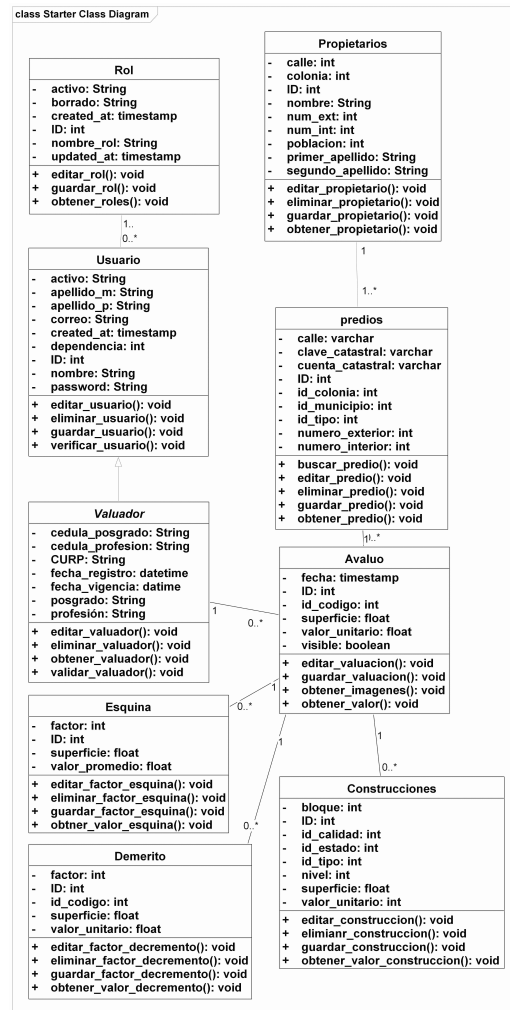 class Starter Class Diagram
Rol
- activo: String
- borrado: String
- created_at: timestamp
- ID: int
- nombre_rol: String
- updated_at: timestamp
+ editar_rol(): void
+ guardar_rol(): void
+ obtener_roles(): void
1..
0..*
Propietarios
- calle: int
- colonia: int
- ID: int
- nombre: String
- num_ext: int
- num_int: int
- poblacion: int
- primer_apellido: String
- segundo_apellido: String
+ editar_propietario(): void
+ eliminar_propietario(): void
+ guardar_propietario(): void
+ obtener_propietario(): void
1
1..*
Usuario
- activo: String
- apellido_m: String
- apellido_p: String
- correo: String
- created_at: timestamp
- dependencia: int
- ID: int
- nombre: String
- password: String
+ editar_usuario(): void
+ eliminar_usuario(): void
+ guardar_usuario(): void
+ verificar_usuario(): void
predios
- calle: varchar
- clave_catastral: varchar
- cuenta_catastral: varchar
- ID: int
- id_colonia: int
- id_municipio: int
- id_tipo: int
- numero_exterior: int
- numero_interior: int
+ buscar_predio(): void
+ editar_predio(): void
+ eliminar_predio(): void
+ guardar_predio(): void
+ obtener_predio(): void
Valuador
- cedula_posgrado: String
- cedula_profesion: String
- CURP: String
- fecha_registro: datetime
- fecha_vigencia: datime
- posgrado: String
- profesión: String
+ editar_valuador(): void
+ eliminar_valuador(): void
+ obtener_valuador(): void
+ validar_valuador(): void
1
0..*
Avaluo
- fecha: timestamp
- ID: int
- id_codigo: int
- superficie: float
- valor_unitario: float
- visible: boolean
+ editar_valuacion(): void
+ guardar_valuacion(): void
+ obtener_imagenes(): void
+ obtener_valor(): void
1
0..*
1
0..*
1
0..*
Esquina
- factor: int
- ID: int
- superficie: float
- valor_promedio: float
+ editar_factor_esquina(): void
+ eliminar_factor_esquina(): void
+ guardar_factor_esquina(): void
+ obtner_valor_esquina(): void
Construcciones
- bloque: int
- ID: int
- id_calidad: int
- id_estado: int
- id_tipo: int
- nivel: int
- superficie: float
- valor_unitario: int
+ editar_construccion(): void
+ elimianr_construccion(): void
+ guardar_construccion(): void
+ obtener_valor_construccion(): void
Demerito
- factor: int
- ID: int
- id_codigo: int
- superficie: float
- valor_unitario: float
+ editar_factor_decremento(): void
+ eliminar_factor_decremento(): void
+ guardar_factor_decremento(): void
+ obtener_valor_decremento(): void